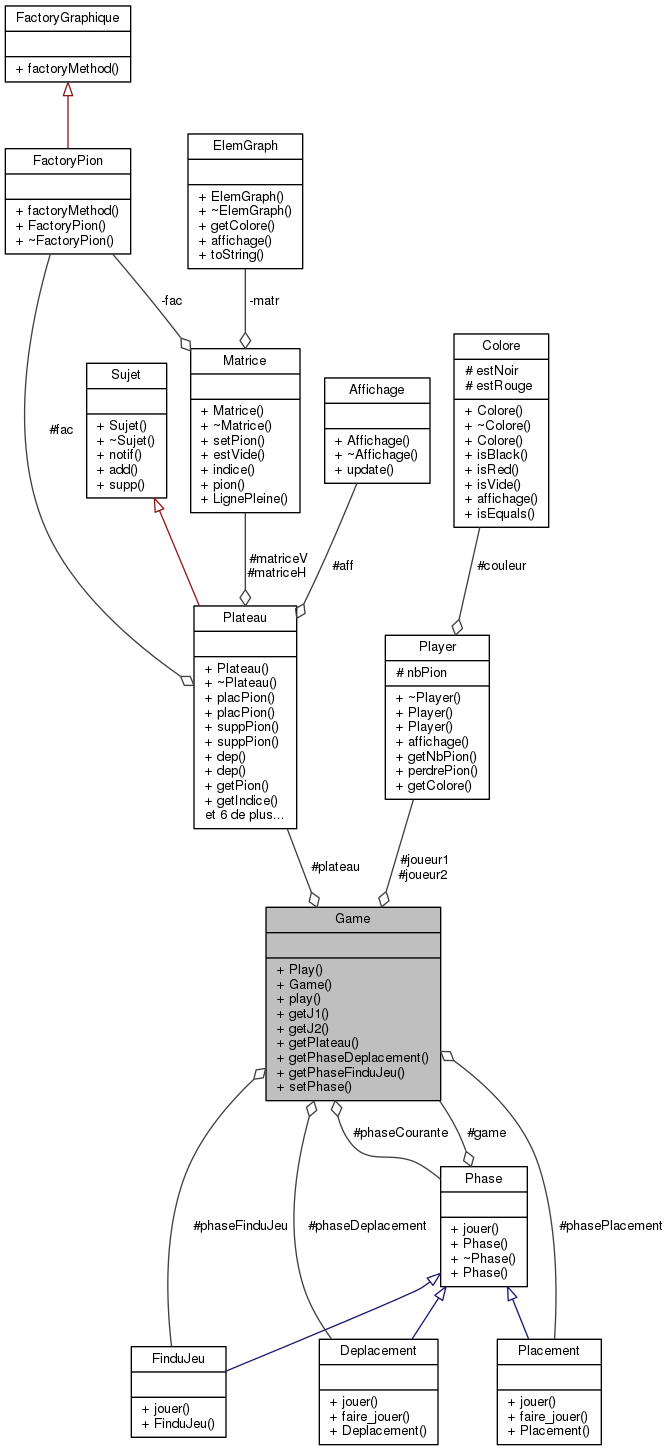 FactoryGraphique
+ factoryMethod()
FactoryPion
+ factoryMethod()
+ FactoryPion()
+ ~FactoryPion()
ElemGraph
+ ElemGraph()
+ ~ElemGraph()
+ getColore()
+ affichage()
+ toString()
-fac
-matr
#fac
Sujet
+ Sujet()
+ ~Sujet()
+ notif()
+ add()
+ supp()
Matrice
+ Matrice()
+ ~Matrice()
+ setPion()
+ estVide()
+ indice()
+ pion()
+ LignePleine()
Affichage
+ Affichage()
+ ~Affichage()
+ update()
Colore
# estNoir
# estRouge
+ Colore()
+ ~Colore()
+ Colore()
+ isBlack()
+ isRed()
+ isVide()
+ affichage()
+ isEquals()
#matriceV
#matriceH
#aff
#couleur
Plateau
+ Plateau()
+ ~Plateau()
+ placPion()
+ placPion()
+ suppPion()
+ suppPion()
+ dep()
+ dep()
+ getPion()
+ getIndice()
et 6 de plus...
Player
# nbPion
+ ~Player()
+ Player()
+ Player()
+ affichage()
+ getNbPion()
+ perdrePion()
+ getColore()
#plateau
#joueur1
#joueur2
Game
+ Play()
+ Game()
+ play()
+ getJ1()
+ getJ2()
+ getPlateau()
+ getPhaseDeplacement()
+ getPhaseFinduJeu()
+ setPhase()
#phaseCourante
#game
Phase
+ jouer()
+ Phase()
+ ~Phase()
+ Phase()
#phaseFinduJeu
#phaseDeplacement
#phasePlacement
FinduJeu
+ jouer()
+ FinduJeu()
Deplacement
+ jouer()
+ faire_jouer()
+ Deplacement()
Placement
+ jouer()
+ faire_jouer()
+ Placement()